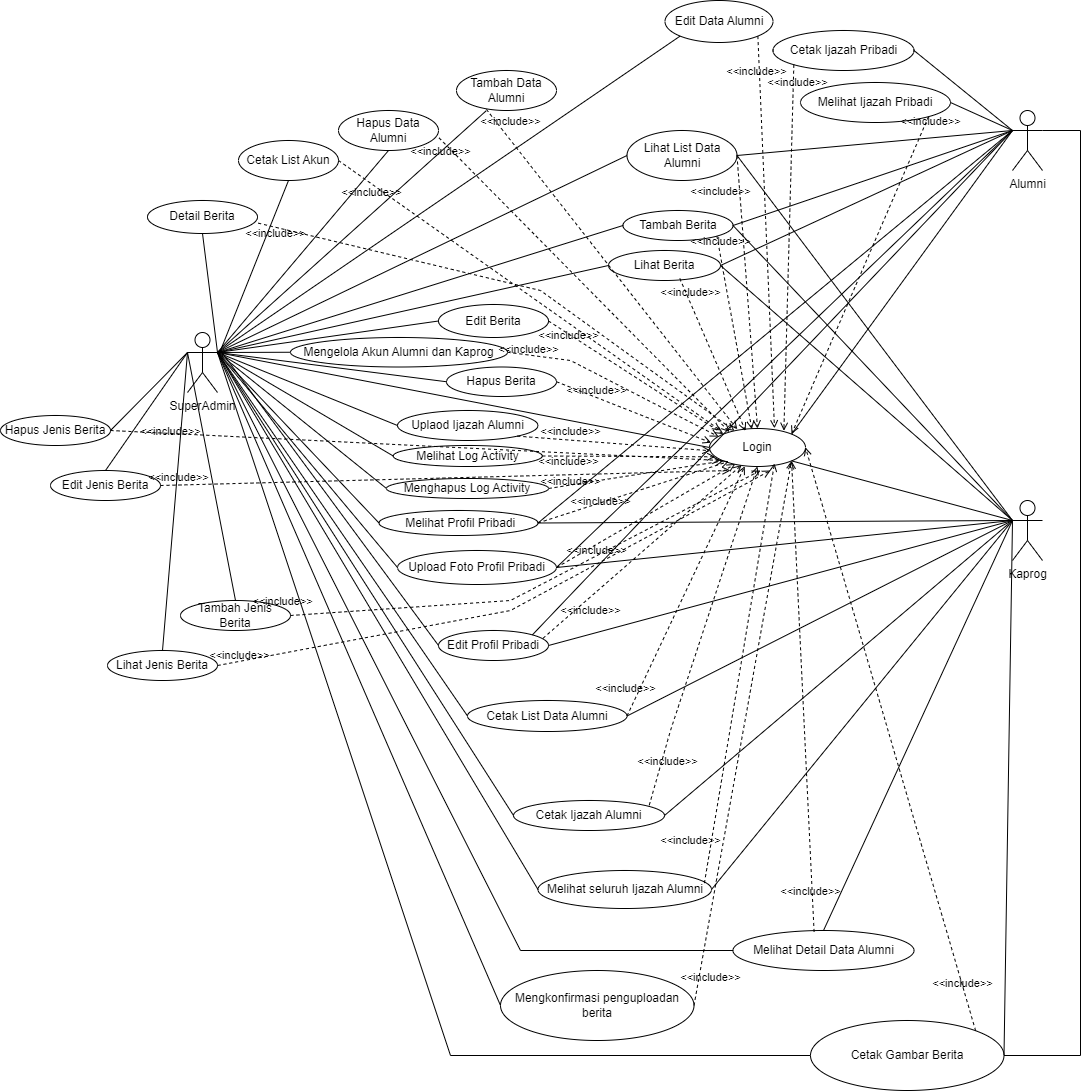 Edit Data Alumni
Cetak Ijazah Pribadi
<<include>>
<<include>>
Tambah Data
Alumni
Melihat Ijazah Pribadi
<<include>>
<<include>>
Hapus Data
Alumni
<<include>>
Cetak List Akun
Lihat List Data
Alumni
Alumni
<<include>>
<<include>>
Detail Berita
Tambah Berita
<<include>>
<<include>>
Lihat Berita
<<include>>
Edit Berita
<<include>>
Mengelola Akun Alumni dan Kaprog
<<include>>
Hapus Berita
<<include>>
SuperAdmin
Hapus Jenis Berita
<<include>>
Uplaod Ijazah Alumni
<<include>>
Login
Melihat Log Activity
<<include>>
Edit Jenis Berita
<<include>>
Menghapus Log Activity
<<include>>
<<include>>
Melihat Profil Pribadi
<<include>>
Upload Foto Profil Pribadi
Kaprog
Tambah Jenis
Berita
<<include>>
<<include>>
Edit Profil Pribadi
Lihat Jenis Berita
<<include>>
<<include>>
Cetak List Data Alumni
<<include>>
Cetak Ijazah Alumni
<<include>>
Melihat seluruh Ijazah Alumni
<<include>>
Melihat Detail Data Alumni
<<include>>
<<include>>
Mengkonfirmasi penguploadan
berita
Cetak Gambar Berita